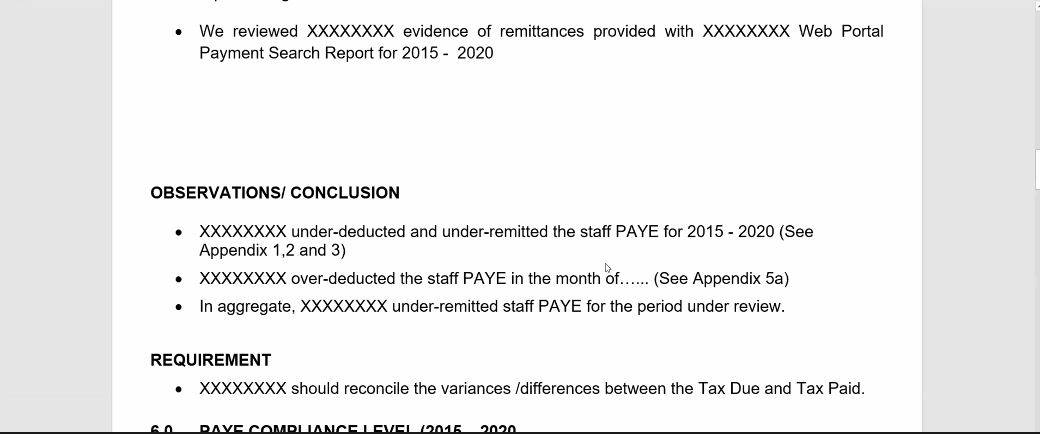 • We reviewed XXXXXXXX evidence of remittances provided with XXXXXXXX Web Portal
Payment Search Report for 2015 - 2020
OBSERVATIONS/ CONCLUSION
• XXXXXXXX under-deducted and under-remitted the staff PAYE for 2015 - 2020 (See
Appendix 1,2 and 3)
• XXXXXXXX over-deducted the staff PAYE in the month of…... (See Appendix 5a)
• In aggregate, XXXXXXXX under-remitted staff PAYE for the period under review.
REQUIREMENT
• XXXXXXXX should reconcile the variances /differences between the Tax Due and Tax Paid.
6.0 PAYE COMPLIANCE LEVEL (2015 2020